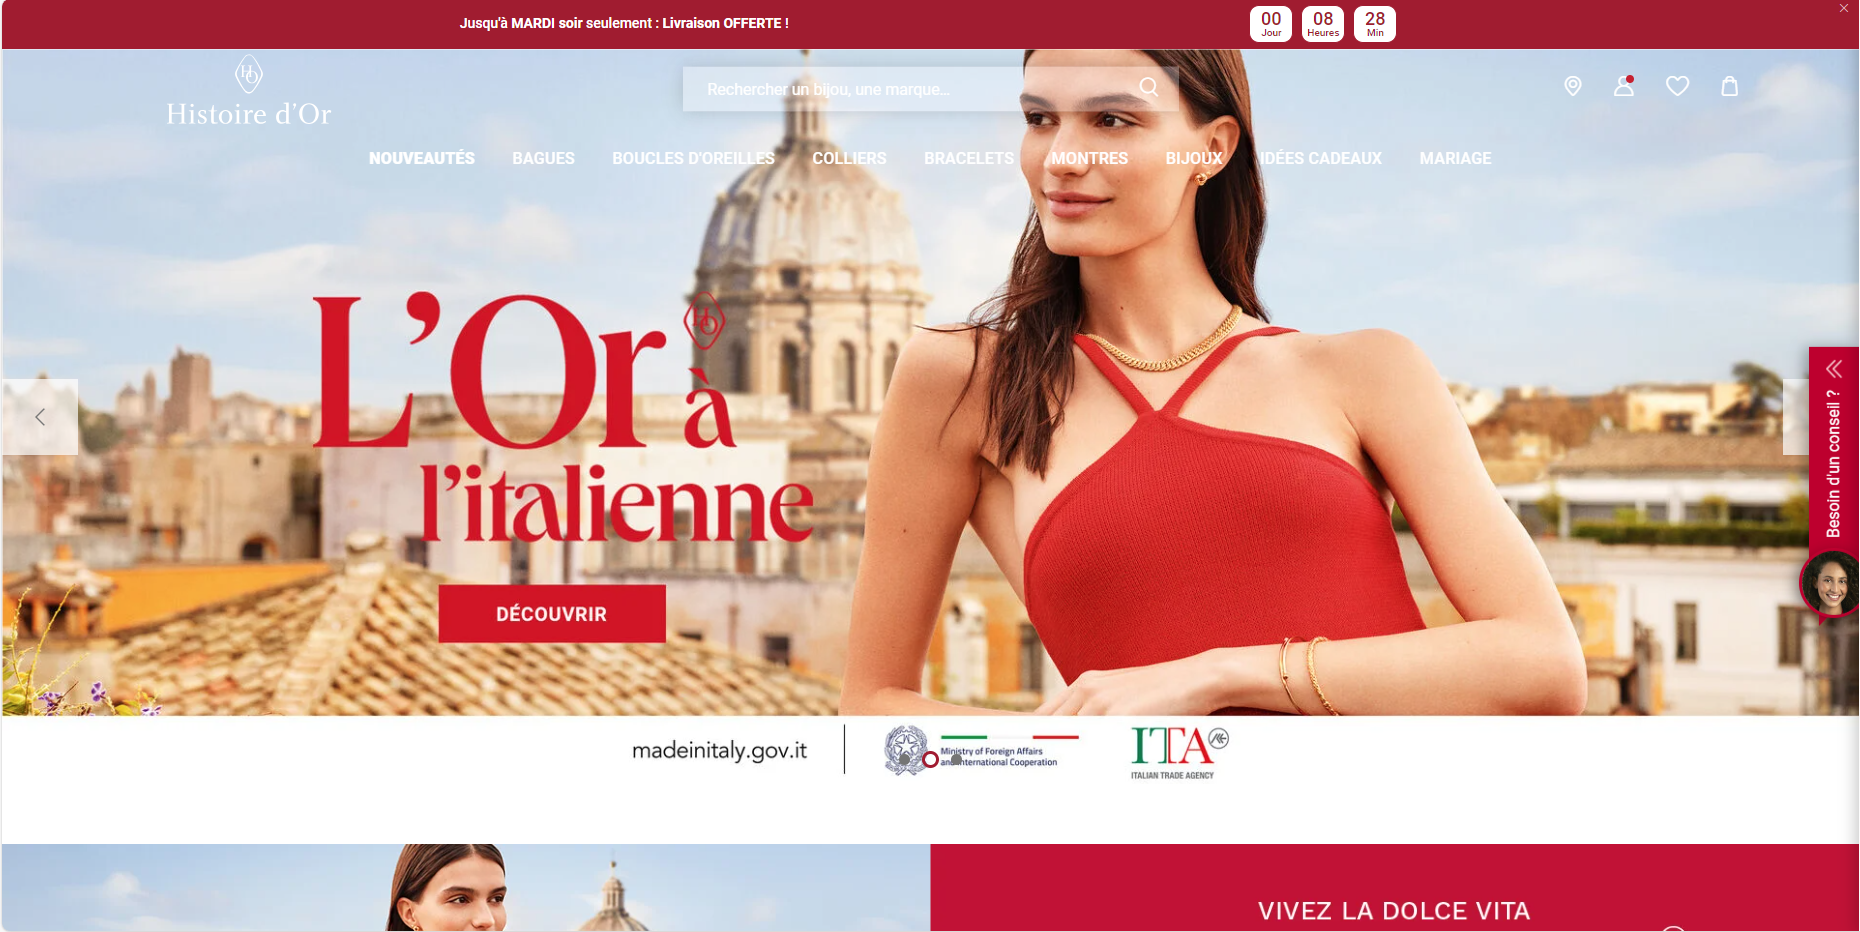 Jusqu'à MARDI soir seulement : Livraison OFFERTE !
00 08 28
Jour Heures Min
HO
Histoire d'Or
Rechercher un bijou, une marque...
NOUVEAUTÉS BAGUES BOUCLES D'OREILLES COLLIERS BRACELETS MONTRES BIJOUX IDÉES CADEAUX MARIAGE
L'Or à
HO
l'italienne
DÉCOUVRIR
Besoin d'un conseil ?
madeinitaly.gov.it
Ministry of Foreign Affairs
and International Cooperation
ITA
ITALIAN TRADE AGENCY
VIVEZ LA DOLCE VITA